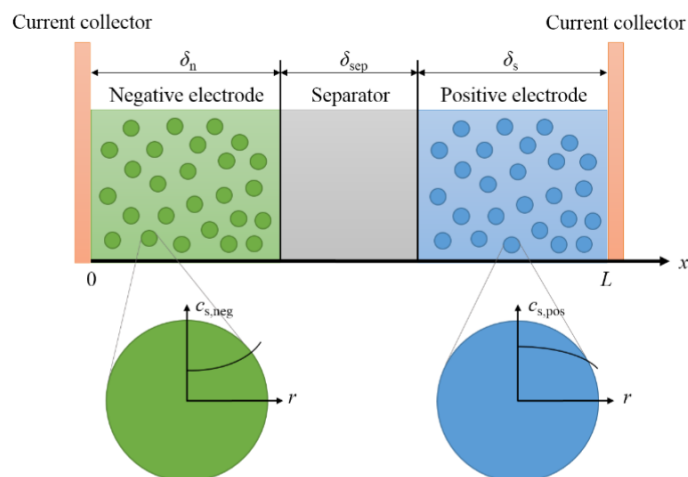 Current collector
Current collector
δn
δsep
δs
Negative electrode
Separator
Positive electrode
0
L
x
cs,neg
cs,pos
r
r